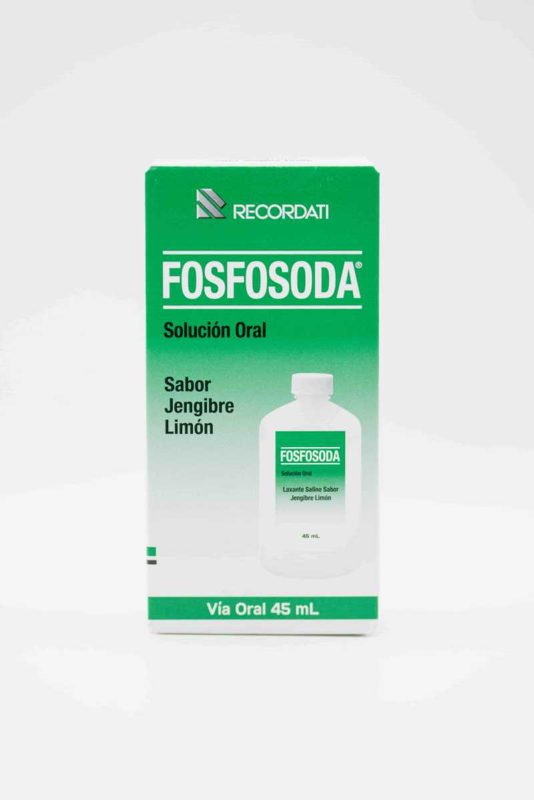 RECORDATI
FOSFOSODA®
Solución Oral
Sabor
Jengibre
Limón
FOSFOSODA
Solución Oral
Laxante Salino Sabor
Jengibre Limón
45 mL
Vía Oral 45 mL